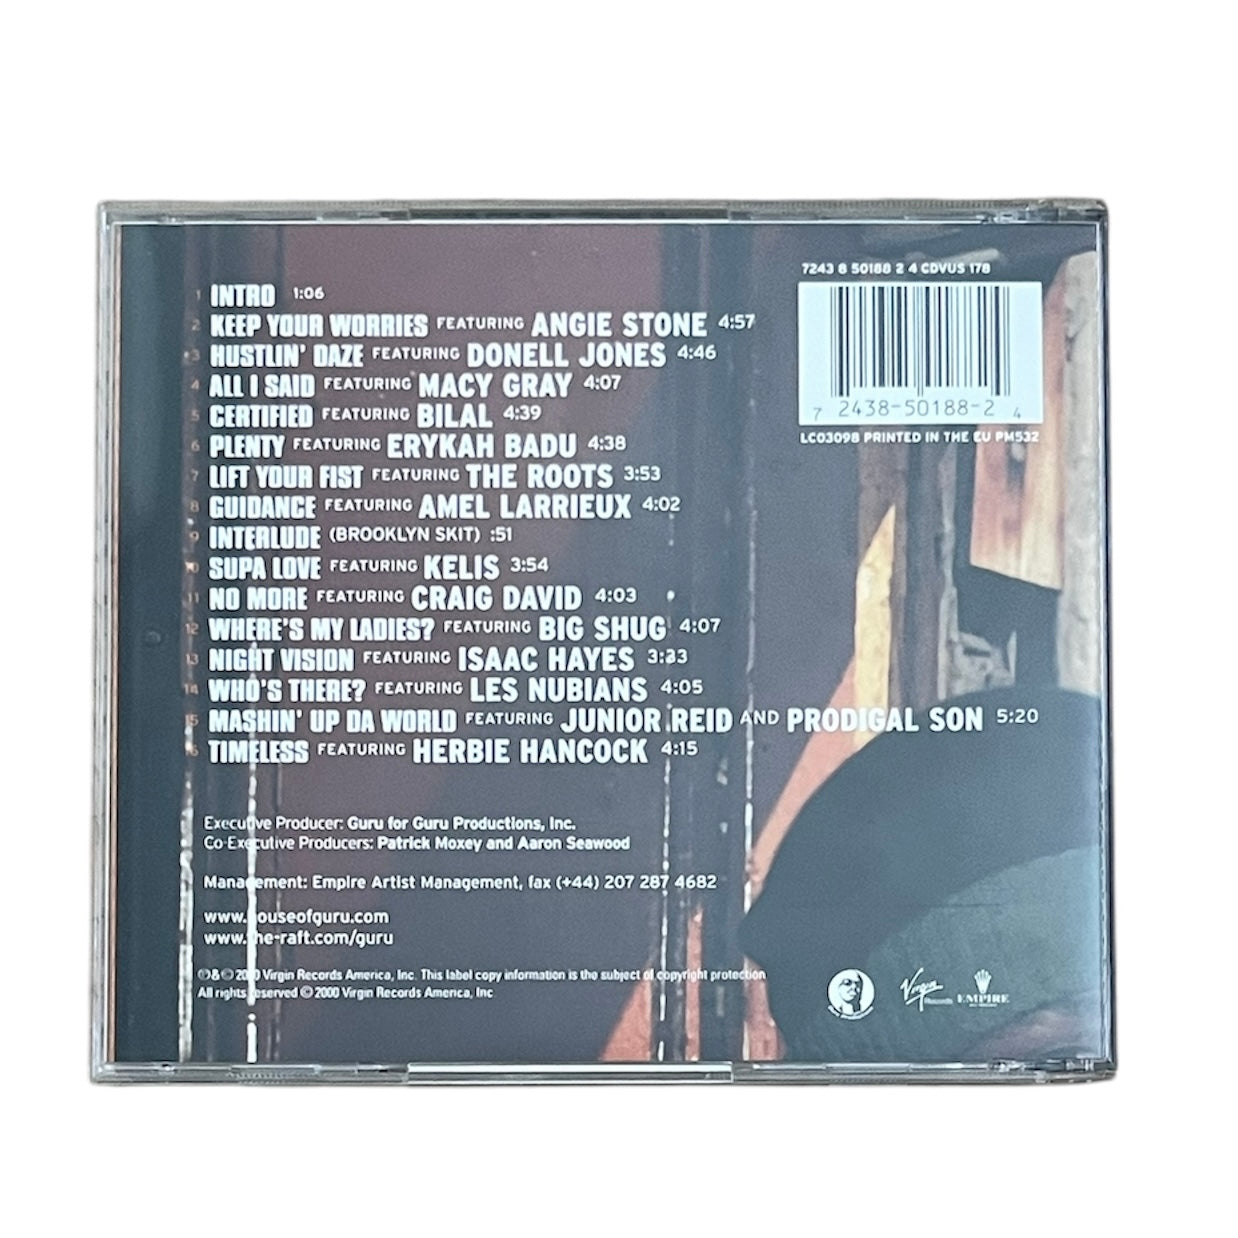 1 INTRO 1:06
2 KEEP YOUR WORRIES FEATURING ANGIE STONE 4:57
3 HUSTLIN' DAZE FEATURING DONELL JONES 4:46
4 ALL I SAID FEATURING MACY GRAY 4:07
5 CERTIFIED FEATURING BILAL 4:39
6 PLENTY FEATURING ERYKAH BADU 4:38
7 LIFT YOUR FIST FEATURING THE ROOTS 3:53
8 GUIDANCE FEATURING AMEL LARRIEUX 4:02
9 INTERLUDE (BROOKLYN SKIT) :51
10 SUPA LOVE FEATURING KELIS 3:54
11 NO MORE FEATURING CRAIG DAVID 4:03
12 WHERE'S MY LADIES? FEATURING BIG SHUG 4:07
13 NIGHT VISION FEATURING ISAAC HAYES 3:23
14 WHO'S THERE? FEATURING LES NUBIANS 4:05
15 MASHIN' UP DA WORLD FEATURING JUNIOR REID AND PRODIGAL SON 5:20
16 TIMELESS FEATURING HERBIE HANCOCK 4:15
7243 8 50188 2 4 CDVUS 178
7 2438-50188-2 4
LC03098 PRINTED IN THE EU PM532
Executive Producer: Guru for Guru Productions, Inc.
Co-Executive Producers: Patrick Moxey and Aaron Seawood
Management: Empire Artist Management, fax (+44) 207 287 4682
www.houseofguru.com
www.the-raft.com/guru
℗ & © 2000 Virgin Records America, Inc. This label copy information is the subject of copyright protection
All rights reserved © 2000 Virgin Records America, Inc
Virgin Records
EMPIRE